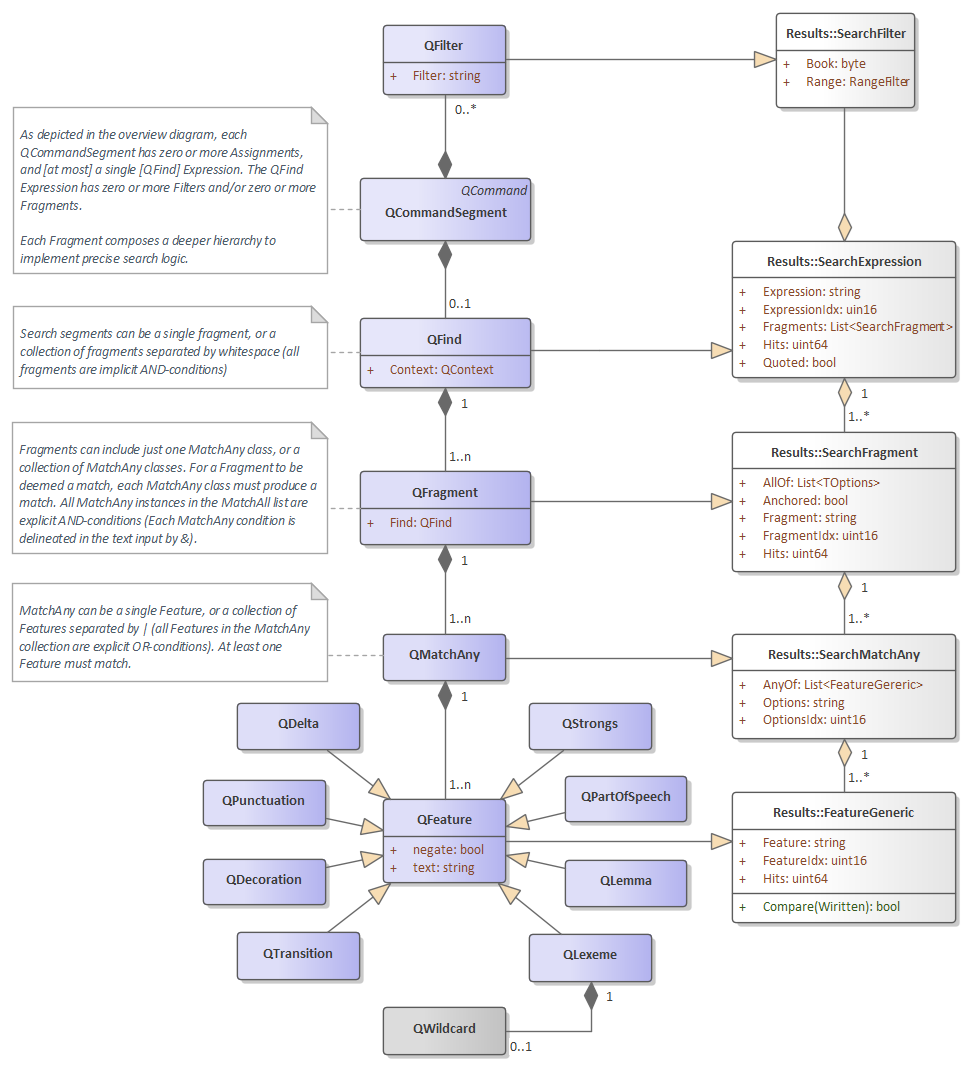 QFilter
+ Filter: string
Results::SearchFilter
+ Book: byte
+ Range: RangeFilter
0..*
As depicted in the overview diagram, each
QCommandSegment has zero or more Assignments,
and [at most] a single [QFind] Expression. The QFind
Expression has zero or more Filters and/or zero or more
Fragments.
Each Fragment composes a deeper hierarchy to
implement precise search logic.
QCommand
QCommandSegment
0..1
Results::SearchExpression
+ Expression: string
+ ExpressionIdx: uin16
+ Fragments: List<SearchFragment>
+ Hits: uint64
+ Quoted: bool
Search segments can be a single fragment, or a
collection of fragments separated by whitespace (all
fragments are implicit AND-conditions)
QFind
+ Context: QContext
1
1..n
1
1..*
Fragments can include just one MatchAny class, or a
collection of MatchAny classes. For a Fragment to be
deemed a match, each MatchAny class must produce a
match. All MatchAny instances in the MatchAll list are
explicit AND-conditions (Each MatchAny condition is
delineated in the text input by &).
QFragment
+ Find: QFind
1
1..n
Results::SearchFragment
+ AllOf: List<TOptions>
+ Anchored: bool
+ Fragment: string
+ FragmentIdx: uint16
+ Hits: uint64
1
1..*
MatchAny can be a single Feature, or a collection of
Features separated by | (all Features in the MatchAny
collection are explicit OR-conditions). At least one
Feature must match.
QMatchAny
1
1..n
Results::SearchMatchAny
+ AnyOf: List<FeatureGereric>
+ Options: string
+ OptionsIdx: uint16
1
1..*
QDelta
QStrongs
QPunctuation
QPartOfSpeech
QFeature
+ negate: bool
+ text: string
Results::FeatureGeneric
+ Feature: string
+ FeatureIdx: uint16
+ Hits: uint64
+ Compare(Wiritten): bool
QDecoration
QLemma
QTransition
QLexeme
1
QWildcard
0..1